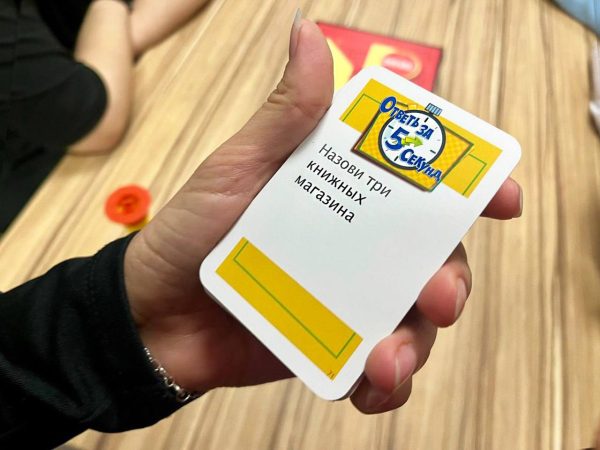 Ответь за
5 Секунд
Назови три
книжных
магазина